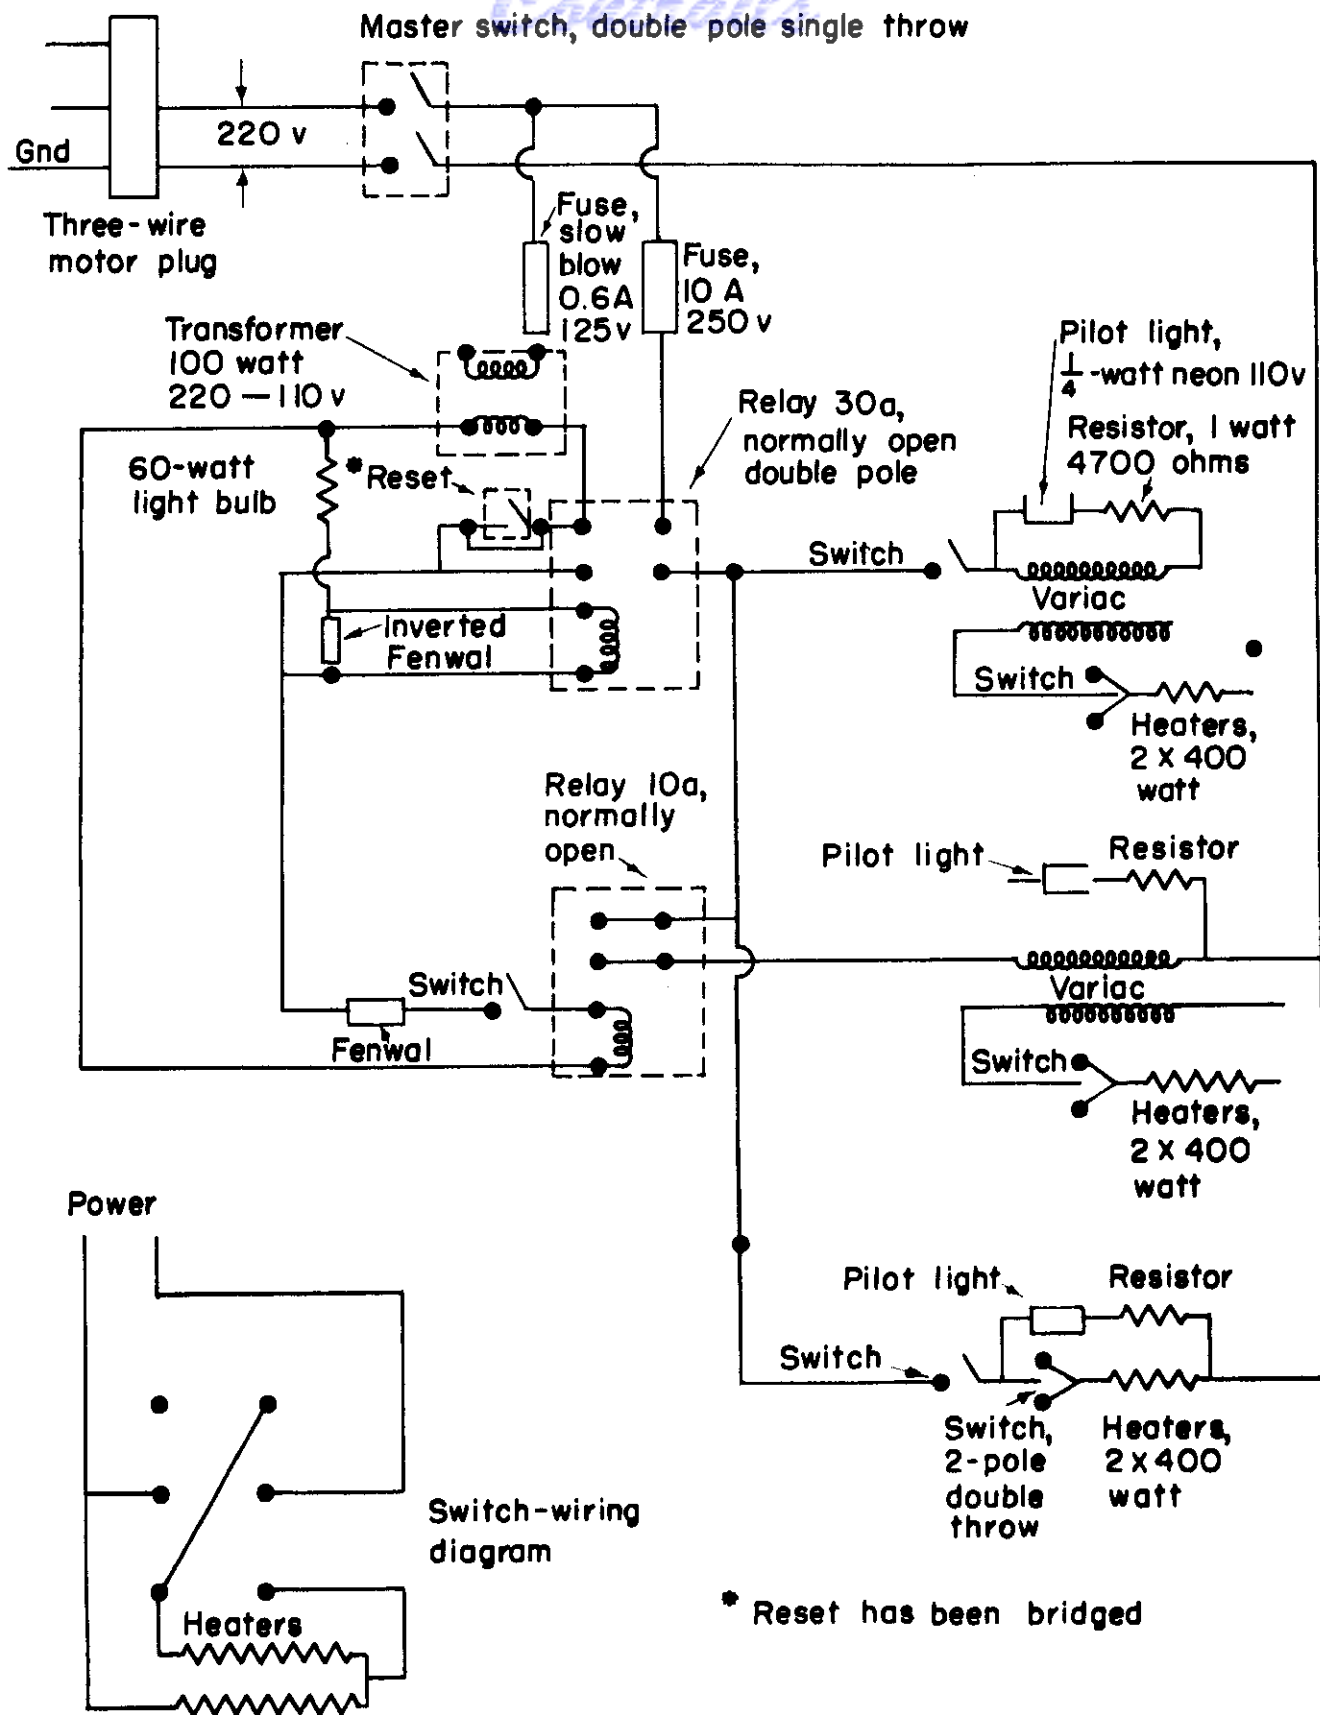 Master switch, double pole single throw
220 v
Gnd
Three-wire
motor plug
Fuse,
slow
blow
0.6A
125v
Fuse,
10 A
250 v
Transformer
100 watt
220 — 110 v
Pilot light,
1/4 -watt neon 110v
Resistor, 1 watt
4700 ohms
Relay 30a,
normally open
double pole
60-watt
light bulb
* Reset
Switch
Variac
Inverted
Fenwal
Switch
Heaters,
2 X 400
watt
Relay 10a,
normally
open
Pilot light
Resistor
Switch
Fenwal
Variac
Switch
Heaters,
2 X 400
watt
Power
Pilot light
Resistor
Switch
Switch,
2-pole
double
throw
Heaters,
2 X 400
watt
Switch-wiring
diagram
Heaters
* Reset has been bridged